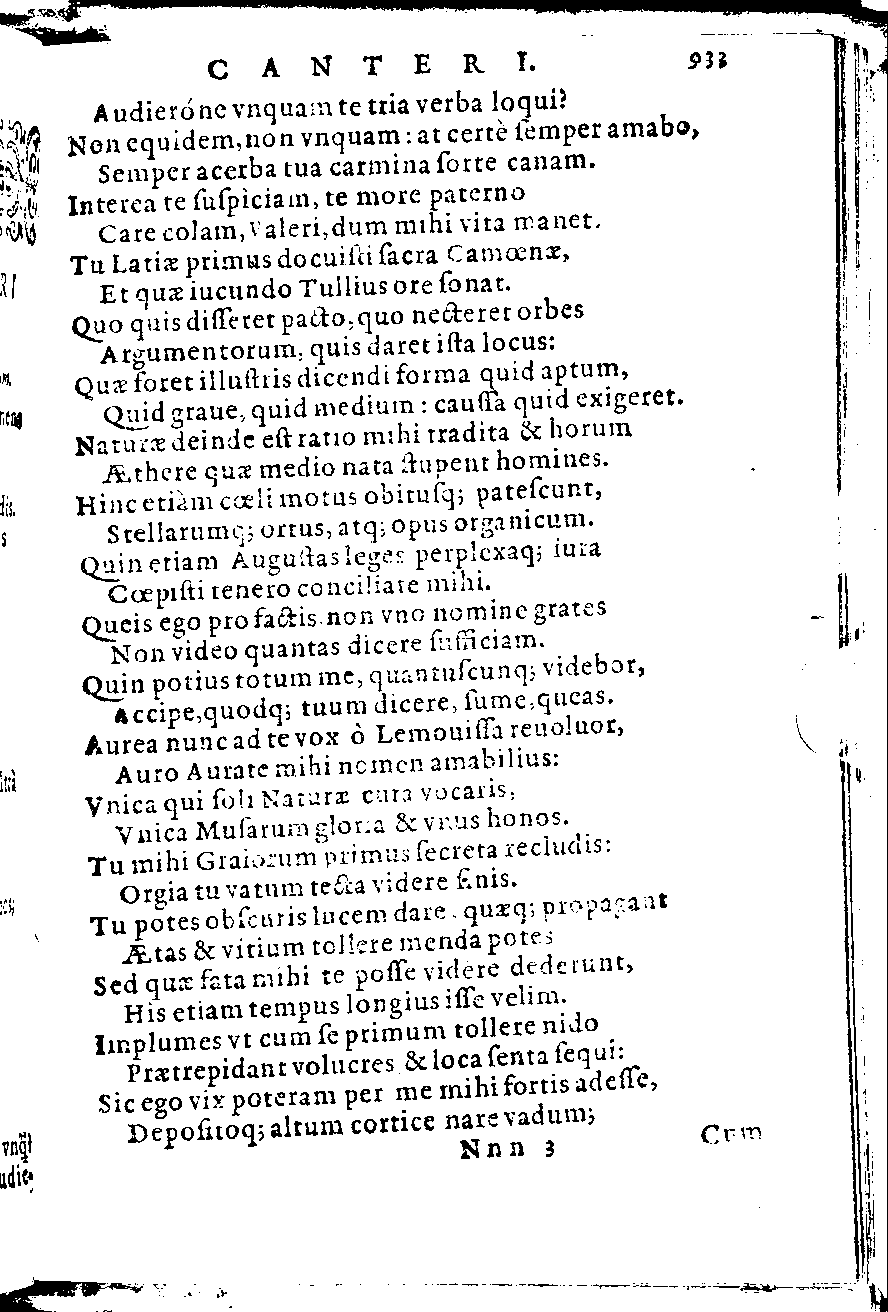 CANTERI. 933
Audieróne vnquam te tria verba loqui?
Non equidem, non vnquam: at certè ſemper amabo,
Semper acerba tua carmina ſorte canam.
Interea te ſuſpiciam, te more paterno
Care colam, Valeri, dum mihi vita manet.
Tu Latiæ primus docuiſti ſacra Camœnæ,
Et quæ iucundo Tullius ore ſonat.
Quo quis diſſeret pacto, quo necteret orbes
Argumentorum, quis daret iſta locus:
Quæ foret illuſtris dicendi forma quid aptum,
Quid graue, quid medium: cauſſa quid exigeret.
Naturæ deinde eſt ratio mihi tradita & horum
Æthere quæ medio nata ſtupent homines.
Hinc etiàm cœli motus obituſq; pateſcunt,
Stellarumq; ortus, atq; opus organicum.
Quin etiam Auguſtas leges perplexaq; iura
Cœpiſti tenero conciliate mihi.
Queis ego pro factis non vno nomine grates
Non video quantas dicere ſufficiam.
Quin potius totum me, quantuſcunq; videbor,
Accipe, quodq; tuum dicere, ſume, queas.
Aurea nunc ad te vox ò Lemouiſſa reuoluor,
Auro Aurate mihi nomen amabilius:
Vnica qui ſoli Naturæ cura vocaris,
Vnica Muſarum gloria & vnus honos.
Tu mihi Graiorum primus ſecreta recludis:
Orgia tu vatum tecta videre ſinis.
Tu potes obſcuris lucem dare, quæq; propagant
Ætas & vitium tollere menda potes
Sed quæ fata mihi te poſſe videre dederunt,
His etiam tempus longius iſſe velim.
Implumes vt cum ſe primum tollere nido
Prætrepidant volucres & loca ſenta ſequi:
Sic ego vix poteram per me mihi fortis adeſſe,
Depoſitoq; altum cortice nare vadum;
Nnn 3 Cum